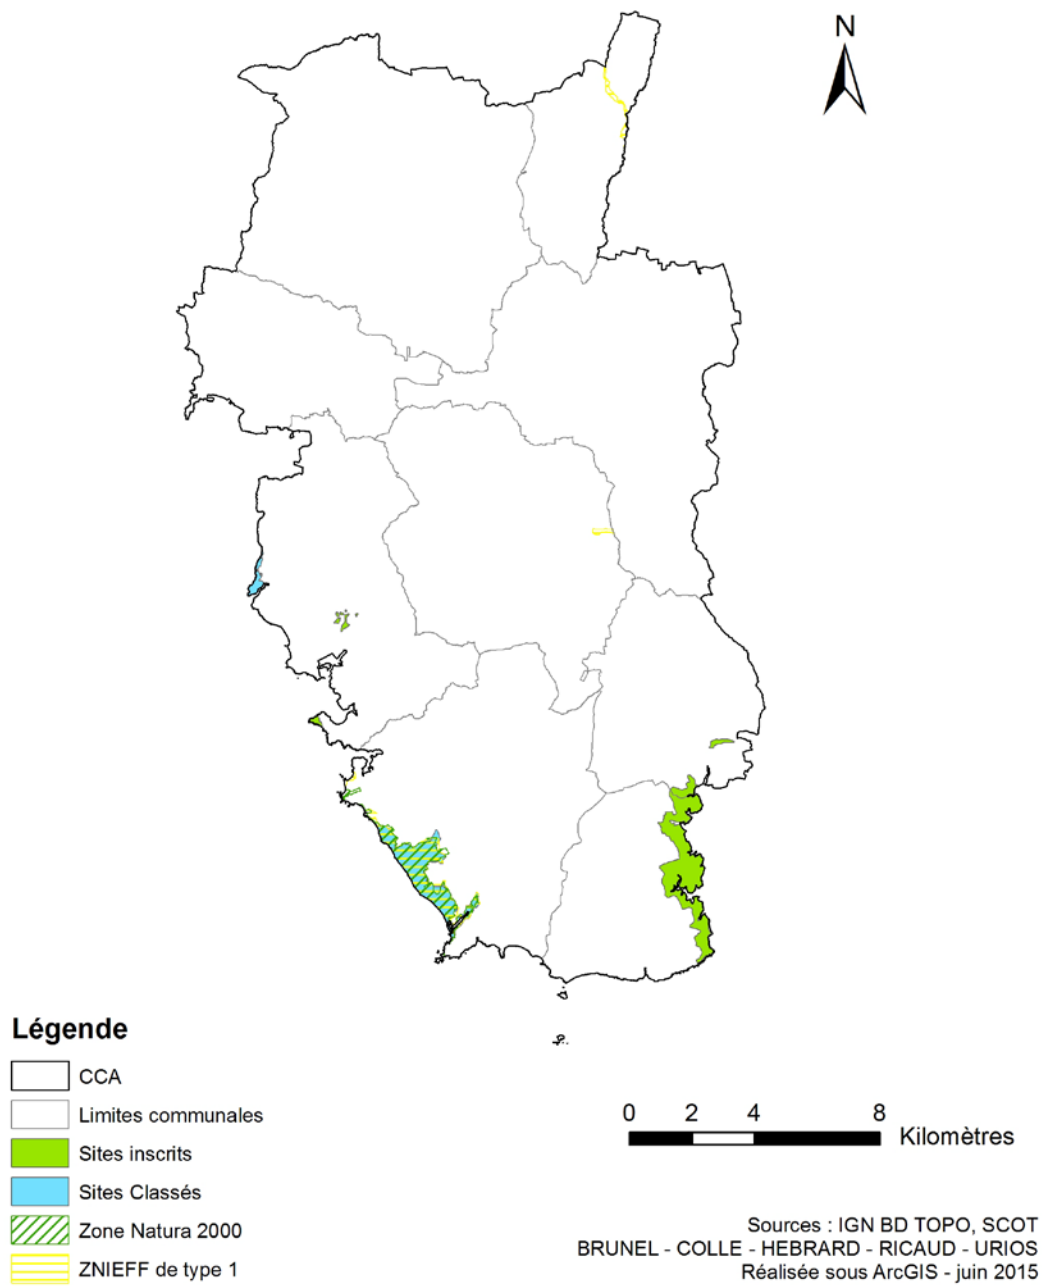 N
Légende
CCA
Limites communales
Sites inscrits
Sites Classés
Zone Natura 2000
ZNIEFF de type 1
0 2 4 8
Kilomètres
Sources : IGN BD TOPO, SCOT
BRUNEL - COLLE - HEBRARD - RICAUD - URIOS
Réalisée sous ArcGIS - juin 2015